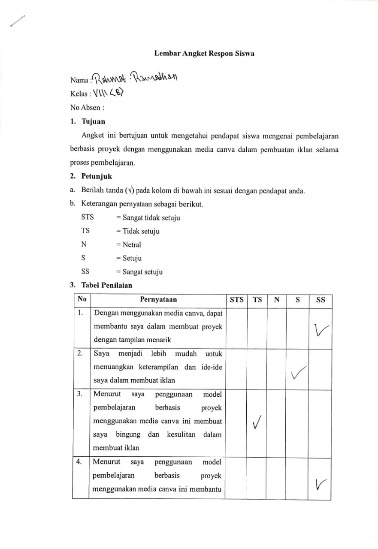 Lembar Angket Respon Siswa
Nama : Rahmat Ramadhan
Kelas : VIII (B)
No Absen :
1. Tujuan
Angket ini bertujuan untuk mengetahui pendapat siswa mengenai pembelajaran
berbasis proyek dengan menggunakan media canva dalam pembuatan iklan selama
proses pembelajaran.
2. Petunjuk
a. Berilah tanda (√) pada kolom di bawah ini sesuai dengan pendapat anda.
b. Keterangan pernyataan sebagai berikut.
STS = Sangat tidak setuju
TS = Tidak setuju
N = Netral
S = Setuju
SS = Sangat setuju
3. Tabel Penilaian
No Pernyataan STS TS N S SS
1. Dengan menggunakan media canva, dapat
membantu saya dalam membuat proyek
dengan tampilan menarik √
2. Saya menjadi lebih mudah untuk
menuangkan keterampilan dan ide-ide
saya dalam membuat iklan √
3. Menurut saya penggunaan model
pembelajaran berbasis proyek
menggunakan media canva ini membuat √
saya bingung dan kesulitan dalam
membuat iklan
4. Menurut saya penggunaan model
pembelajaran berbasis proyek
menggunakan media canva ini membantu √